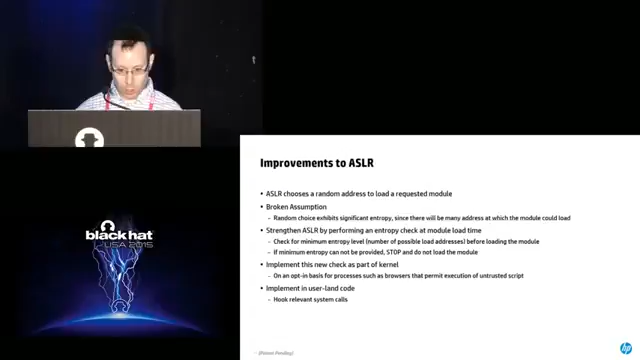 Improvements to ASLR
• ASLR chooses a random address to load a requested module
• Broken Assumption
– Random choice exhibits significant entropy, since there will be many address at which the module could load
• Strengthen ASLR by performing an entropy check at module load time
– Check for minimum entropy level (number of possible load addresses) before loading the module
– If minimum entropy can not be provided, STOP and do not load the module
• Implement this new check as part of kernel
– On an opt-in basis for processes such as browsers that permit execution of untrusted script
• Implement in user-land code
– Hook relevant system calls
black hat
USA 2015
(Patent Pending)
hp